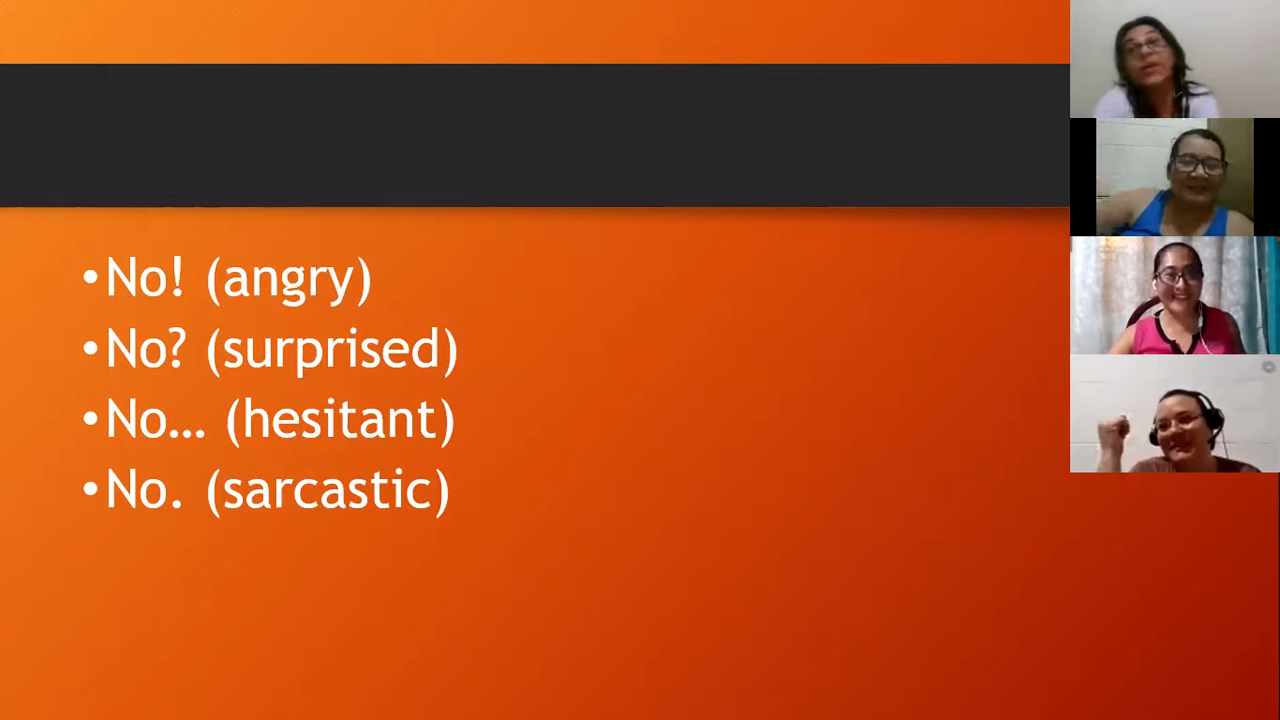 •No! (angry)
•No? (surprised)
•No… (hesitant)
•No. (sarcastic)